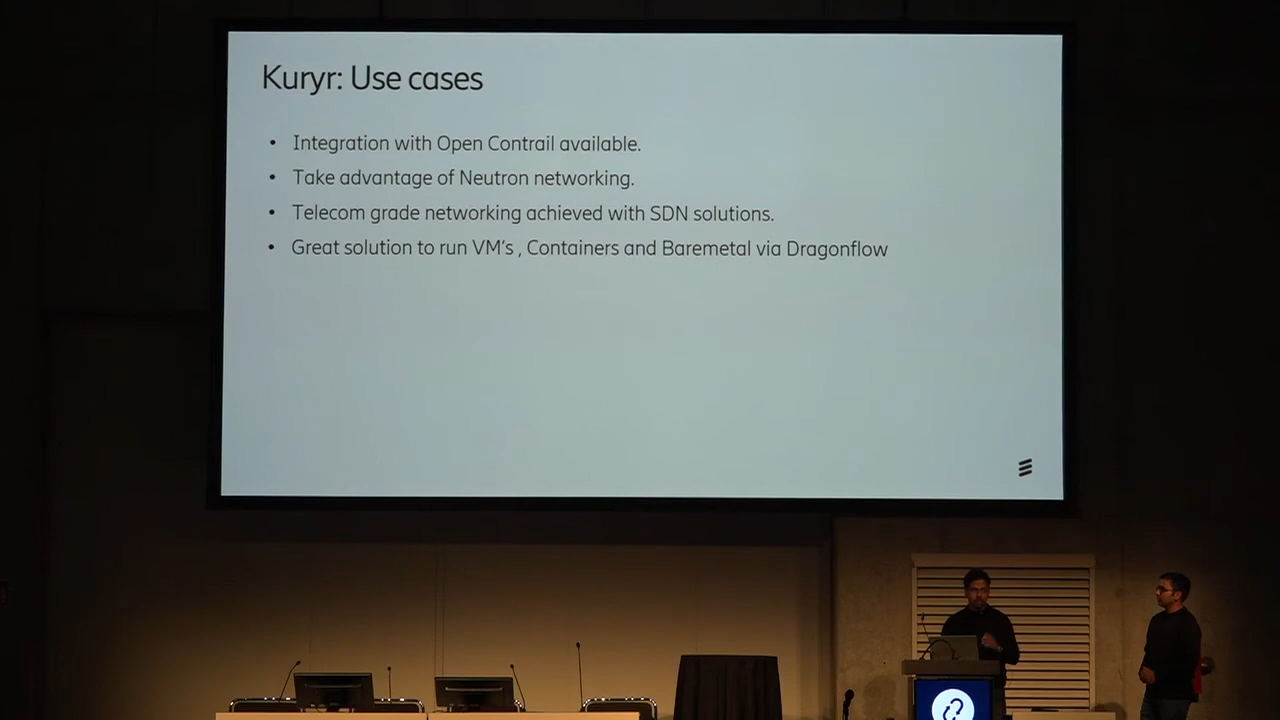 Kuryr: Use cases
• Integration with Open Contrail available.
• Take advantage of Neutron networking.
• Telecom grade networking achieved with SDN solutions.
• Great solution to run VM's , Containers and Baremetal via Dragonflow